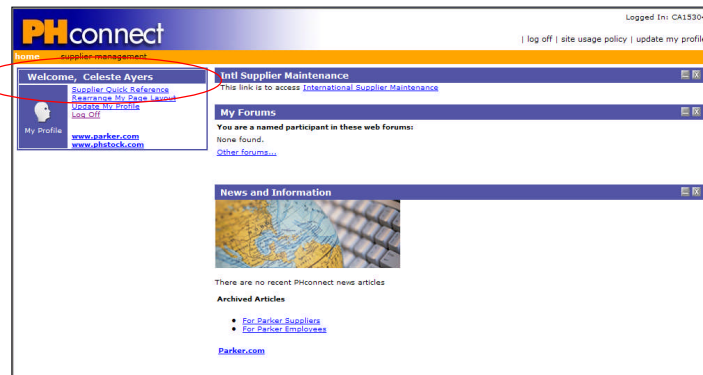 Logged In: CA1530
PHconnect
| log off | site usage policy | update my profile
home supplier management
Welcome, Celeste Ayers
Supplier Quick Reference
Rearrange My Page Layout
Update My Profile
Log Off
My Profile
www.parker.com
www.phstock.com
Intl Supplier Maintenance
This link is to access International Supplier Maintenance
My Forums
You are a named participant in these web forums:
None found.
Other forums...
News and Information
There are no recent PHconnect news articles
Archived Articles
• For Parker Suppliers
• For Parker Employees
Parker.com